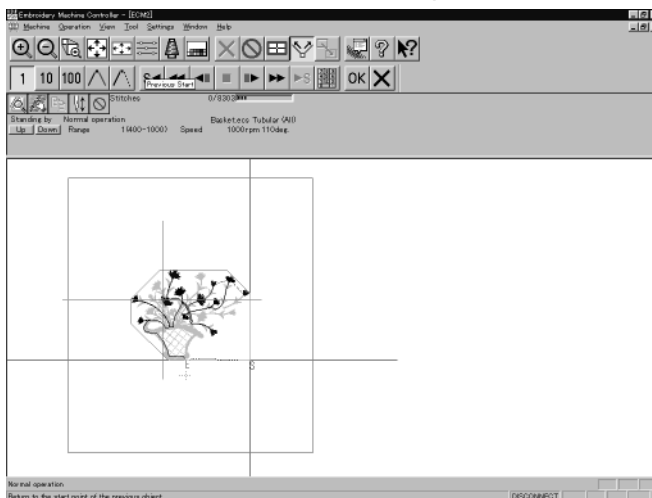 Embroidery Machine Controller - [ECM2]
Machine Operation View Tool Settings Window Help
1 10 100 OK
Previous Start
Stitches 0/8303
Standing by Normal operation Basket.ecs Tubular (All)
Up Down Range 1(400-1000) Speed 1000rpm 110deg.
E S
Normal operation
Return to the start point of the previous object DISCONNECT